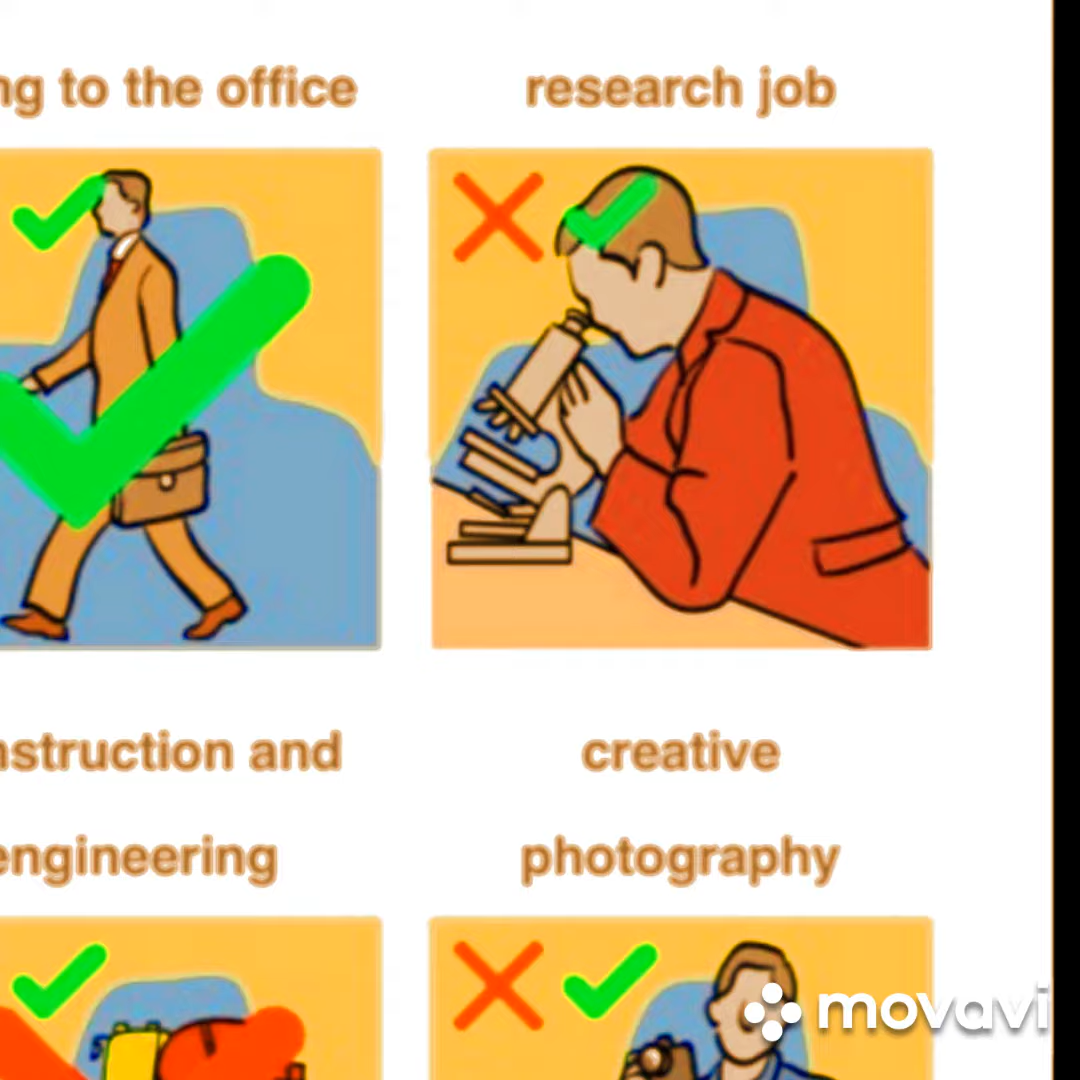 ng to the office
research job
nstruction and
engineering
creative
photography
movavi